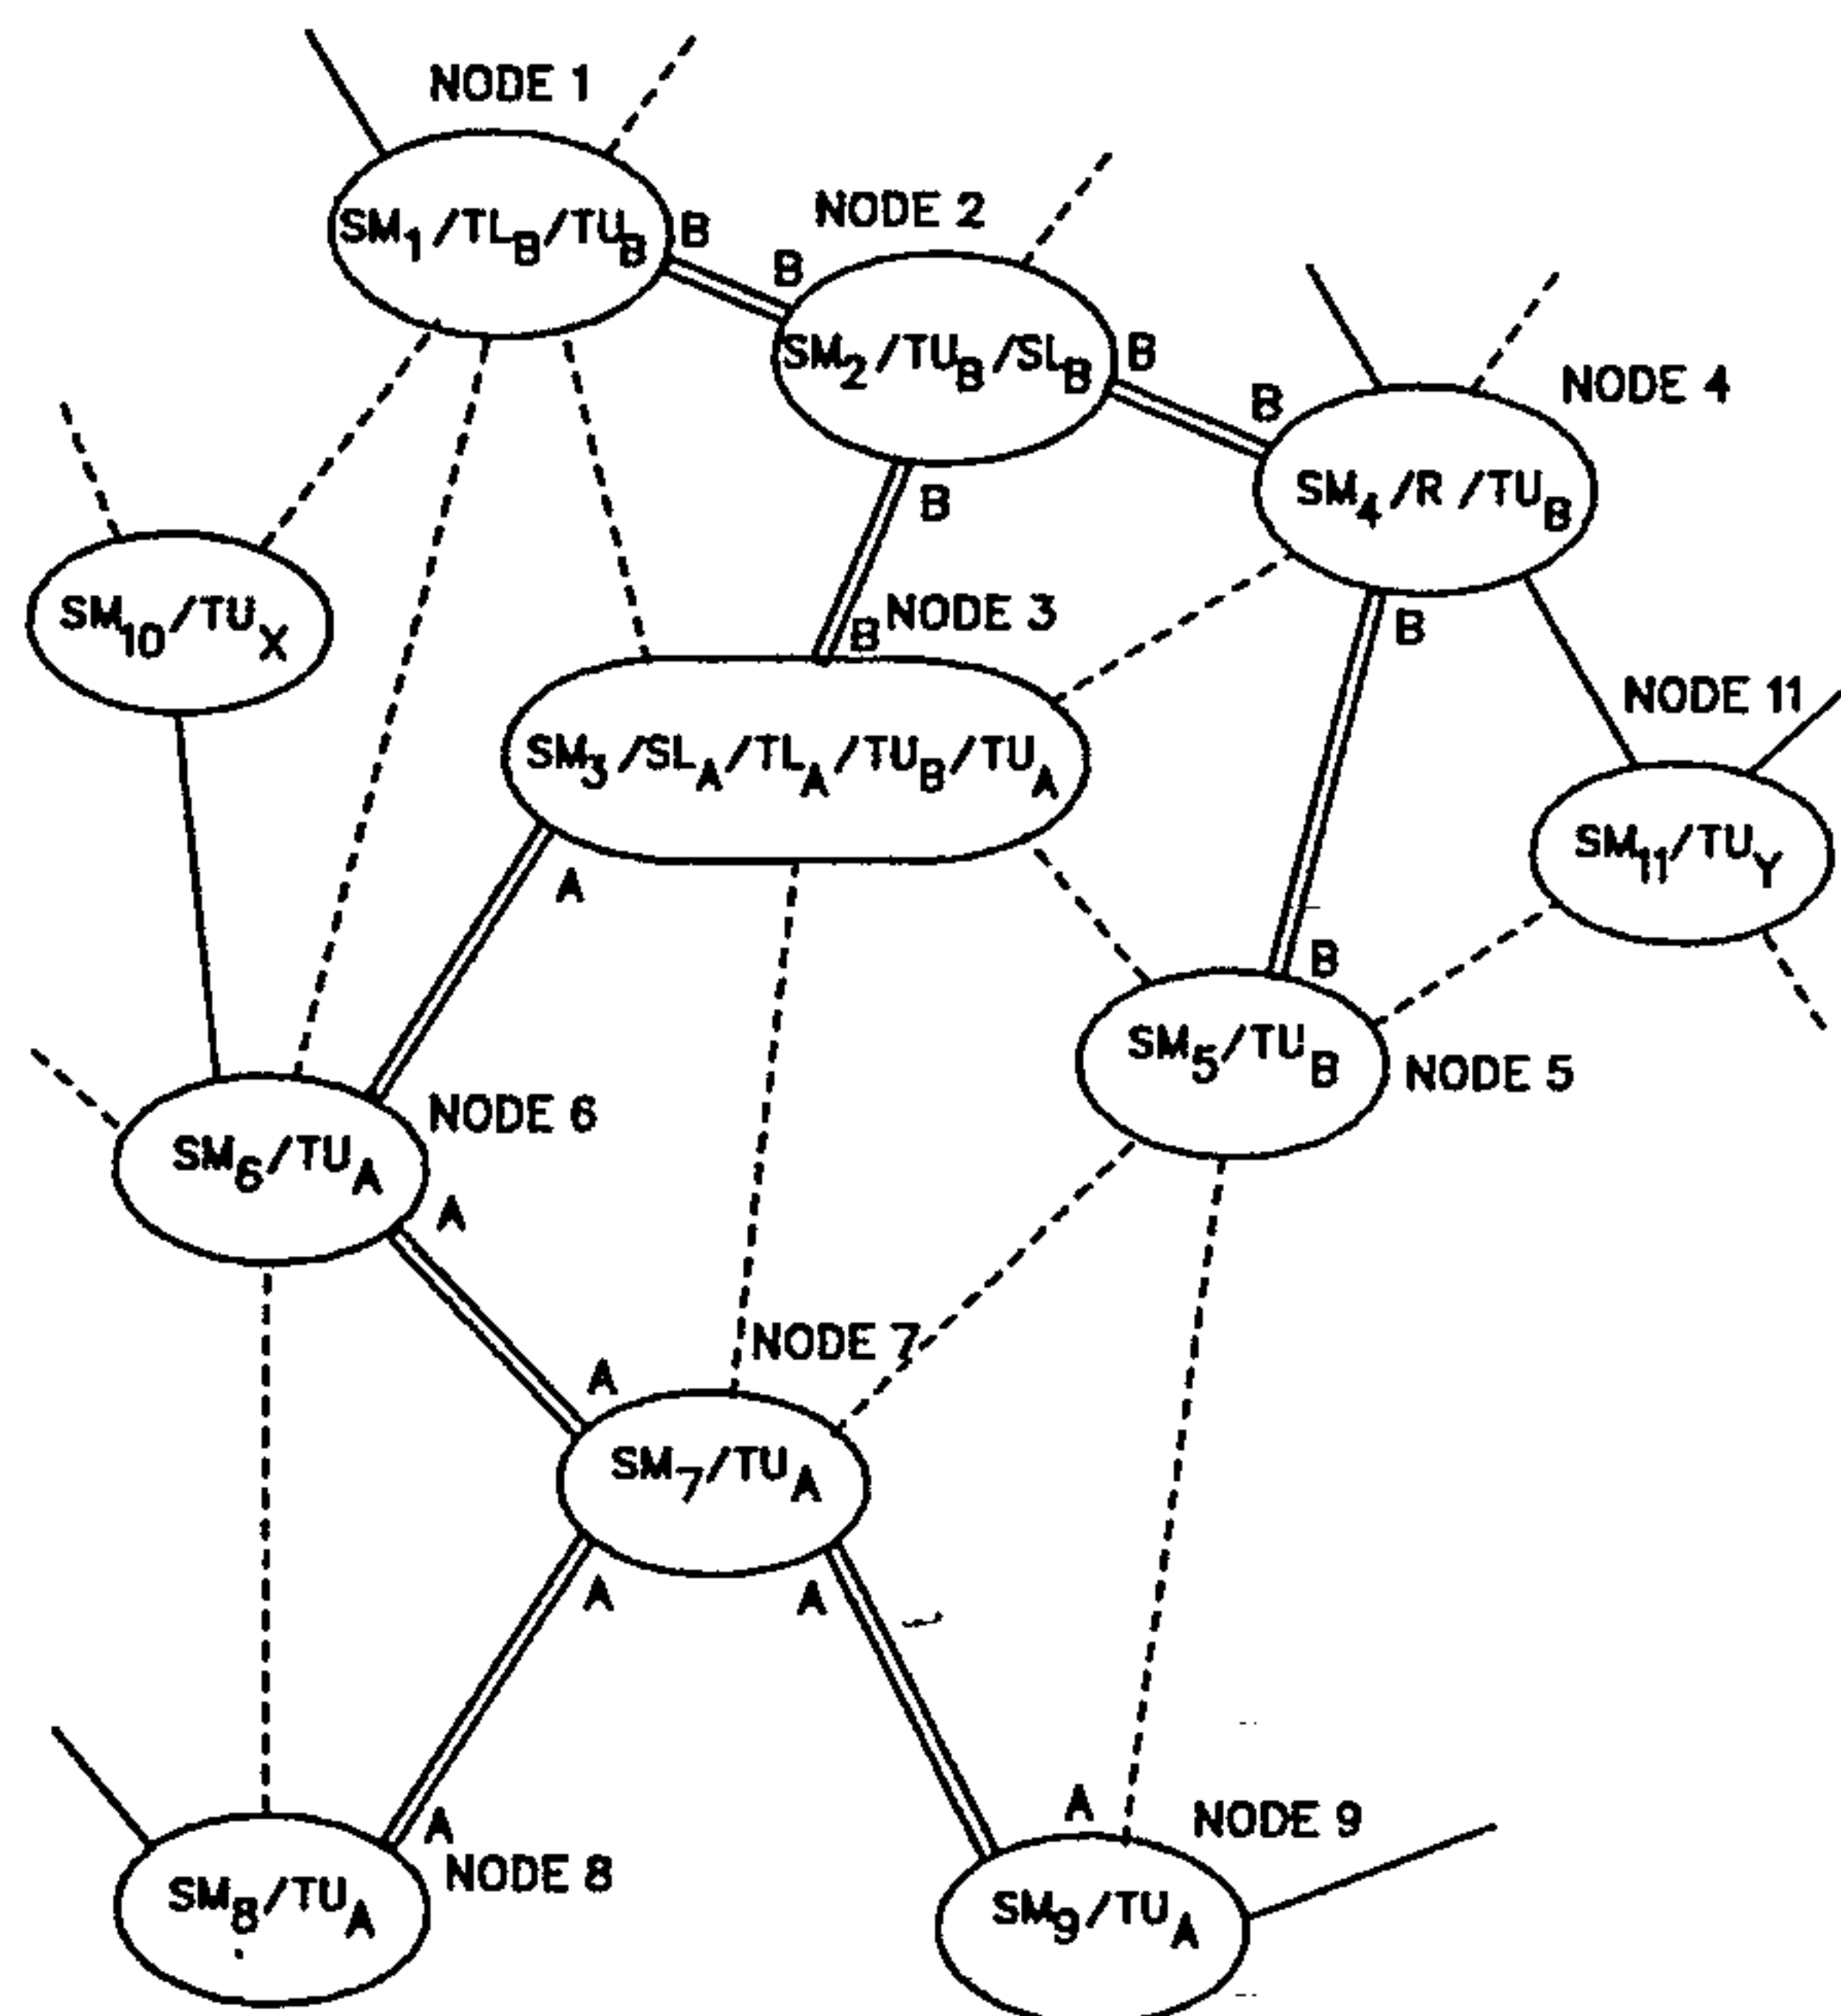 NODE 1
SM1/TLB/TUB
B
B
NODE 2
SM2/TUB/SLB
B
B
B
NODE 4
SM4/R/TUB
B
SM10/TUX
B
NODE 3
SM3/SLA/TLA/TUB/TUA
A
NODE 11
SM11/TUY
B
SM5/TUB
NODE 5
NODE 6
SM6/TUA
A
NODE 7
A
SM7/TUA
A
A
A
NODE 8
SM8/TUA
A
NODE 9
SM9/TUA